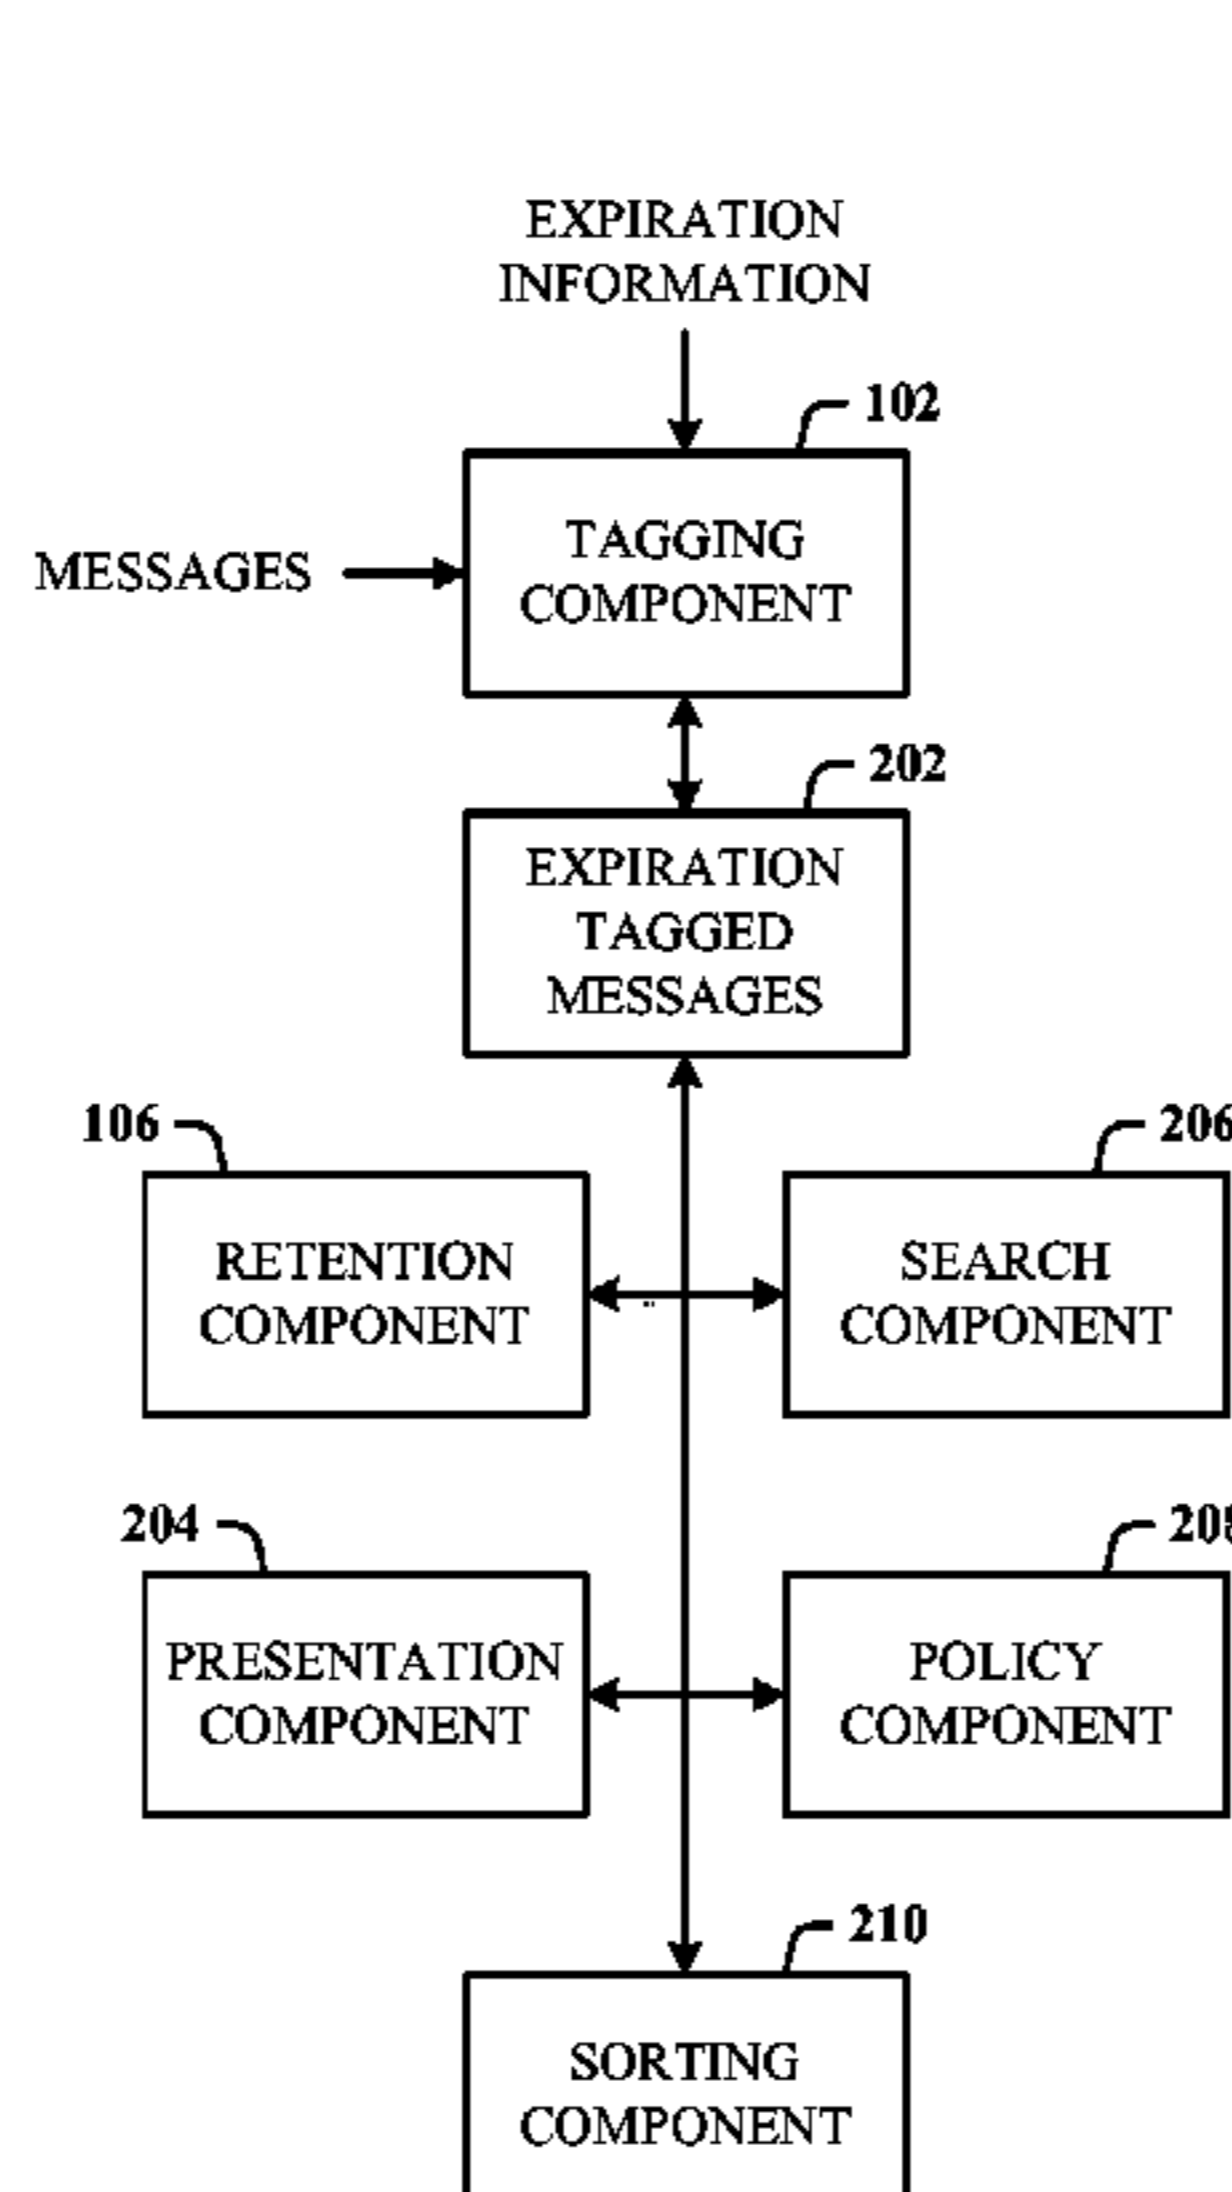 EXPIRATION
INFORMATION
102
MESSAGES
TAGGING
COMPONENT
202
EXPIRATION
TAGGED
MESSAGES
106
206
RETENTION
COMPONENT
SEARCH
COMPONENT
204
PRESENTATION
COMPONENT
POLICY
COMPONENT
210
SORTING
COMPONENT